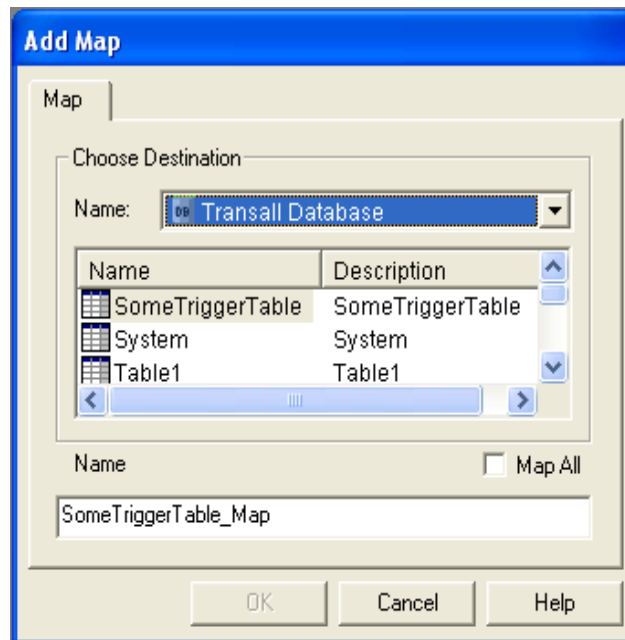 Add Map
Map
Choose Destination
Name: DB Transall Database
Name Description
SomeTriggerTable SomeTriggerTable
System System
Table1 Table1
Name Map All
SomeTriggerTable_Map
OK Cancel Help